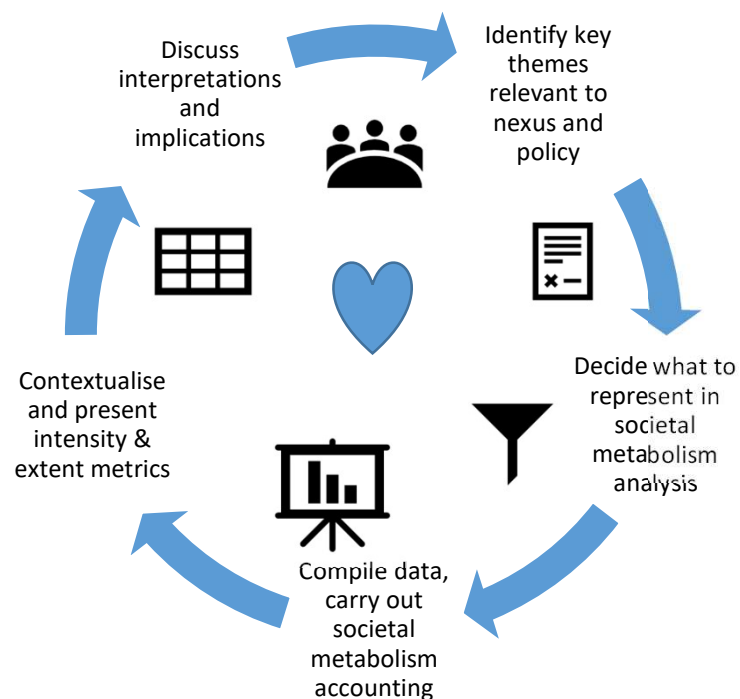 Discuss
interpretations
and
implications
Identify key
themes
relevant to
nexus and
policy
Decide what to
represent in
societal
metabolism
analysis
Compile data,
carry out
societal
metabolism
accounting
Contextualise
and present
intensity &
extent metrics